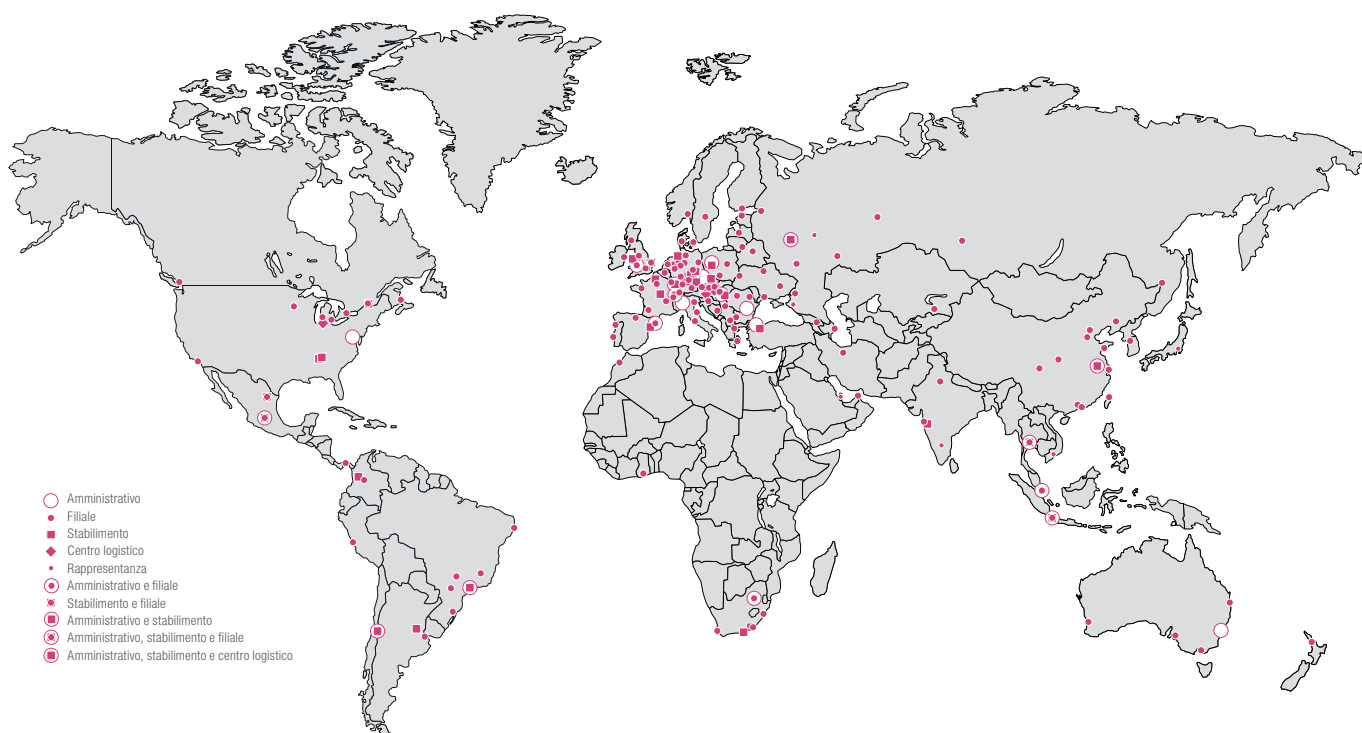 Amministrativo
Filiale
Stabilimento
Centro logistico
Rappresentanza
Amministrativo e filiale
Stabilimento e filiale
Amministrativo e stabilimento
Amministrativo, stabilimento e filiale
Amministrativo, stabilimento e centro logistico